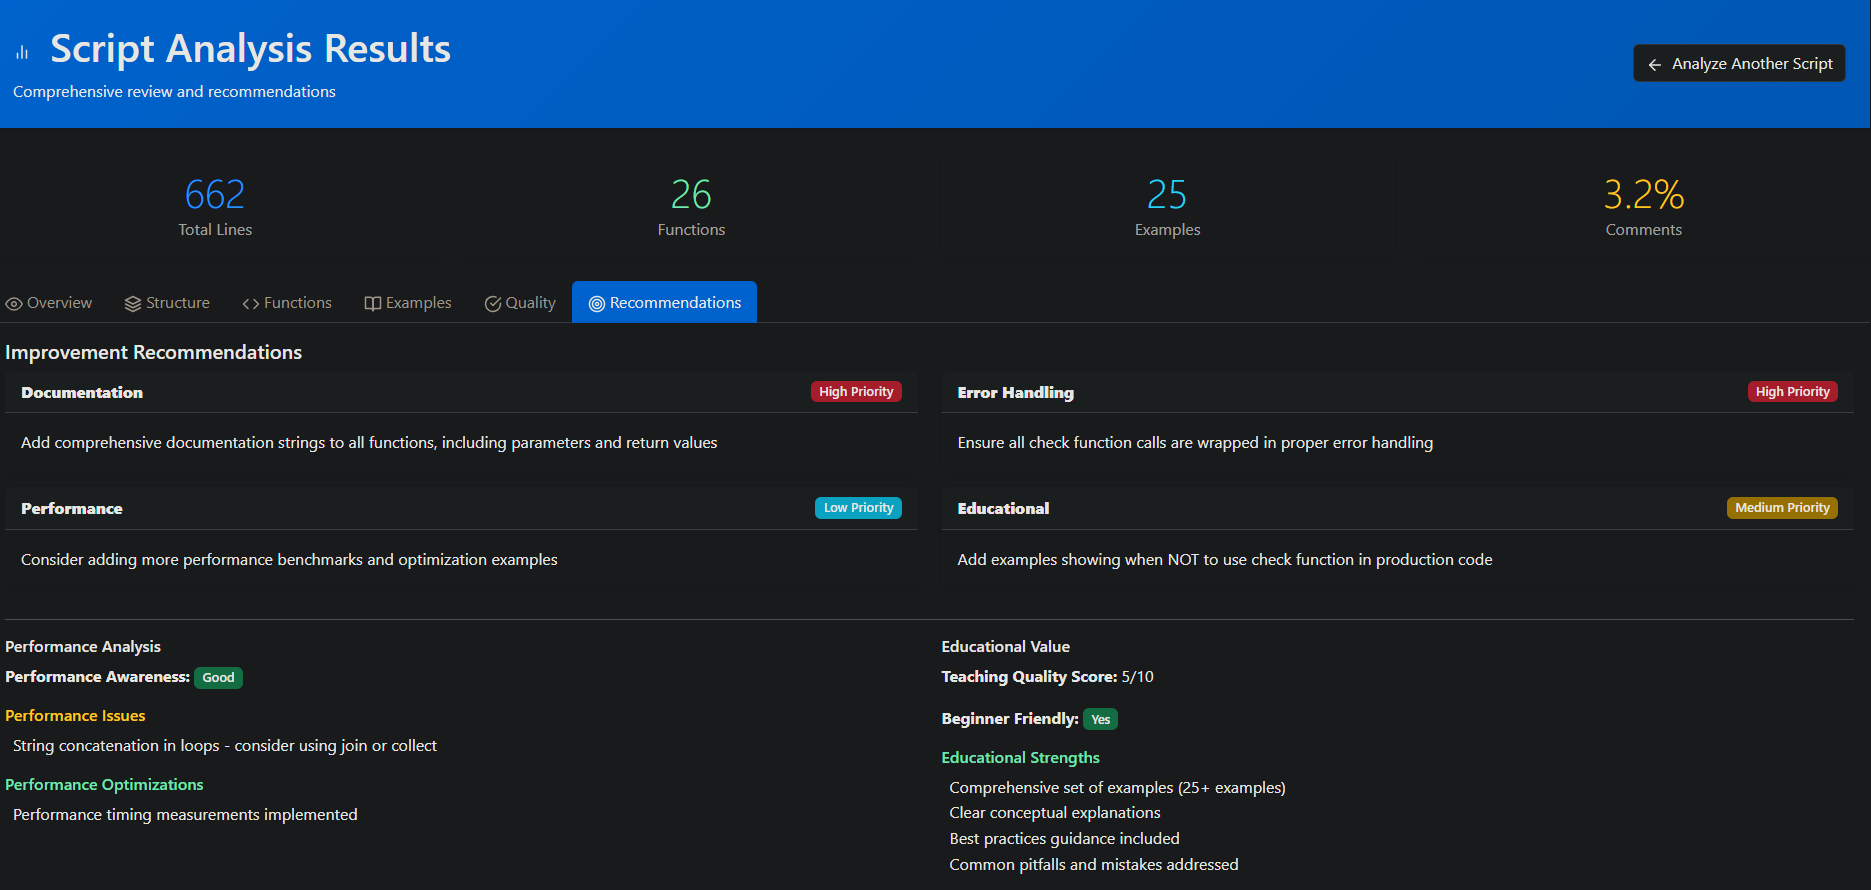 Script Analysis Results
Comprehensive review and recommendations
Analyze Another Script
662
Total Lines
26
Functions
25
Examples
3.2%
Comments
Overview
Structure
Functions
Examples
Quality
Recommendations
Improvement Recommendations
Documentation
High Priority
Add comprehensive documentation strings to all functions, including parameters and return values
Error Handling
High Priority
Ensure all check function calls are wrapped in proper error handling
Performance
Low Priority
Consider adding more performance benchmarks and optimization examples
Educational
Medium Priority
Add examples showing when NOT to use check function in production code
Performance Analysis
Performance Awareness: Good
Performance Issues
String concatenation in loops - consider using join or collect
Performance Optimizations
Performance timing measurements implemented
Educational Value
Teaching Quality Score: 5/10
Beginner Friendly: Yes
Educational Strengths
Comprehensive set of examples (25+ examples)
Clear conceptual explanations
Best practices guidance included
Common pitfalls and mistakes addressed